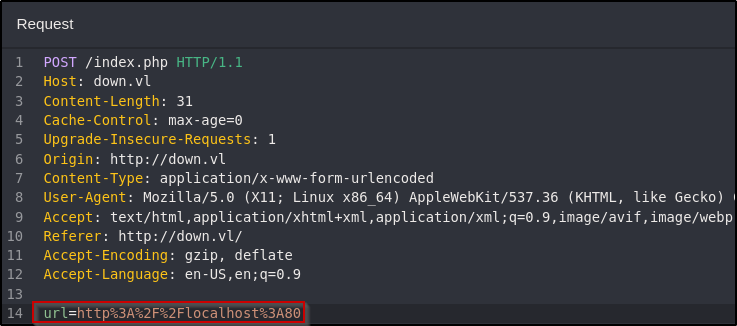 Request
1 POST /index.php HTTP/1.1
2 Host: down.vl
3 Content-Length: 31
4 Cache-Control: max-age=0
5 Upgrade-Insecure-Requests: 1
6 Origin: http://down.vl
7 Content-Type: application/x-www-form-urlencoded
8 User-Agent: Mozilla/5.0 (X11; Linux x86_64) AppleWebKit/537.36 (KHTML, like Gecko)
9 Accept: text/html,application/xhtml+xml,application/xml;q=0.9,image/avif,image/webp
10 Referer: http://down.vl/
11 Accept-Encoding: gzip, deflate
12 Accept-Language: en-US,en;q=0.9
13
14 url=http%3A%2F%2Flocalhost%3A80